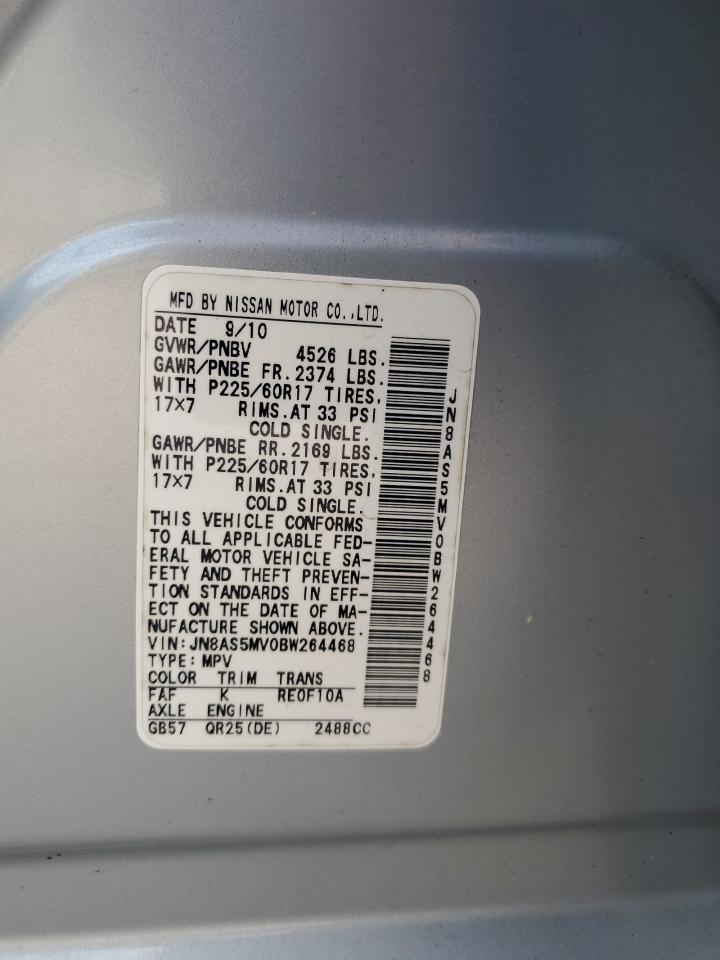 MFD BY NISSAN MOTOR CO.,LTD.
DATE 9/10
GVWR/PNBV 4526 LBS.
GAWR/PNBE FR.2374 LBS.
WITH P225/60R17 TIRES,
17×7 RIMS.AT 33 PSI
COLD SINGLE.
GAWR/PNBE RR.2169 LBS.
WITH P225/60R17 TIRES,
17×7 RIMS.AT 33 PSI
COLD SINGLE.
THIS VEHICLE CONFORMS
TO ALL APPLICABLE FED-
ERAL MOTOR VEHICLE SA-
FETY AND THEFT PREVEN-
TION STANDARDS IN EFF-
ECT ON THE DATE OF MA-
NUFACTURE SHOWN ABOVE.
VIN:JN8AS5MV0BW264468
TYPE:MPV
COLOR TRIM TRANS
FAF K RE0F10A
AXLE ENGINE
GB57 QR25(DE) 2488CC
JN8AS5MV0BW264468